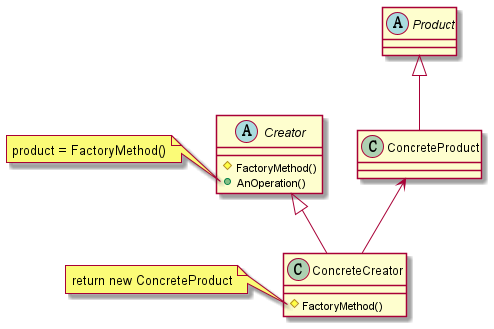 A Product
A Creator
product = FactoryMethod()
FactoryMethod()
AnOperation()
C ConcreteProduct
C ConcreteCreator
return new ConcreteProduct
FactoryMethod()